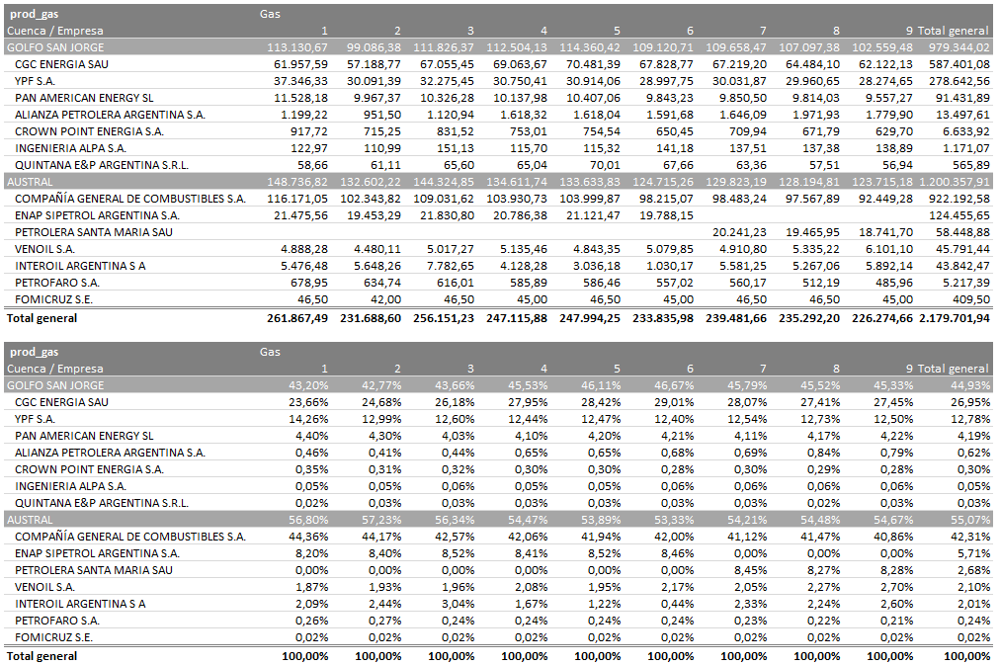 prod_gas Gas
Cuenca / Empresa 1 2 3 4 5 6 7 8 9 Total general
GOLFO SAN JORGE 113.130,67 99.086,38 111.826,37 112.504,13 114.360,42 109.120,71 109.658,47 107.097,38 102.559,48 979.344,02
CGC ENERGIA SAU 61.957,59 57.188,77 67.055,45 69.063,67 70.481,39 67.828,77 67.219,20 64.484,10 62.122,13 587.401,08
YPF S.A. 37.346,33 30.091,39 32.275,45 30.750,41 30.914,06 28.997,75 30.031,87 29.960,65 28.274,65 278.642,56
PAN AMERICAN ENERGY SL 11.528,18 9.967,37 10.326,28 10.137,98 10.407,06 9.843,23 9.850,50 9.814,03 9.557,27 91.431,89
ALIANZA PETROLERA ARGENTINA S.A. 1.199,22 951,50 1.120,94 1.618,32 1.618,04 1.591,68 1.646,09 1.971,93 1.779,90 13.497,61
CROWN POINT ENERGIA S.A. 917,72 715,25 831,52 753,01 754,54 650,45 709,94 671,79 629,70 6.633,92
INGENIERIA ALPA S.A. 122,97 110,99 151,13 115,70 115,32 141,18 137,51 137,38 138,89 1.171,07
QUINTANA E&P ARGENTINA S.R.L. 58,66 61,11 65,60 65,04 70,01 67,66 63,36 57,51 56,94 565,89
AUSTRAL 148.736,82 132.602,22 144.324,85 134.611,74 133.633,83 124.715,26 129.823,19 128.194,81 123.715,18 1.200.357,91
COMPAÑÍA GENERAL DE COMBUSTIBLES S.A. 116.171,05 102.343,82 109.031,62 103.930,73 103.999,87 98.215,07 98.483,24 97.567,89 92.449,28 922.192,58
ENAP SIPETROL ARGENTINA S.A. 21.475,56 19.453,29 21.830,80 20.786,38 21.121,47 19.788,15 124.455,65
PETROLERA SANTA MARIA SAU 20.241,23 19.465,95 18.741,70 58.448,88
VENOIL S.A. 4.888,28 4.480,11 5.017,27 5.135,46 4.843,35 5.079,85 4.910,80 5.335,22 6.101,10 45.791,44
INTEROIL ARGENTINA S A 5.476,48 5.648,26 7.782,65 4.128,28 3.036,18 1.030,17 5.581,25 5.267,06 5.892,14 43.842,47
PETROFARO S.A. 678,95 634,74 616,01 585,89 586,46 557,02 560,17 512,19 485,96 5.217,39
FOMICRUZ S.E. 46,50 42,00 46,50 45,00 46,50 45,00 46,50 46,50 45,00 409,50
Total general 261.867,49 231.688,60 256.151,23 247.115,88 247.994,25 233.835,98 239.481,66 235.292,20 226.274,66 2.179.701,94
prod_gas Gas
Cuenca / Empresa 1 2 3 4 5 6 7 8 9 Total general
GOLFO SAN JORGE 43,20% 42,77% 43,66% 45,53% 46,11% 46,67% 45,79% 45,52% 45,33% 44,93%
CGC ENERGIA SAU 23,66% 24,68% 26,18% 27,95% 28,42% 29,01% 28,07% 27,41% 27,45% 26,95%
YPF S.A. 14,26% 12,99% 12,60% 12,44% 12,47% 12,40% 12,54% 12,73% 12,50% 12,78%
PAN AMERICAN ENERGY SL 4,40% 4,30% 4,03% 4,10% 4,20% 4,21% 4,11% 4,17% 4,22% 4,19%
ALIANZA PETROLERA ARGENTINA S.A. 0,46% 0,41% 0,44% 0,65% 0,65% 0,68% 0,69% 0,84% 0,79% 0,62%
CROWN POINT ENERGIA S.A. 0,35% 0,31% 0,32% 0,30% 0,30% 0,28% 0,30% 0,29% 0,28% 0,30%
INGENIERIA ALPA S.A. 0,05% 0,05% 0,06% 0,05% 0,05% 0,06% 0,06% 0,06% 0,06% 0,05%
QUINTANA E&P ARGENTINA S.R.L. 0,02% 0,03% 0,03% 0,03% 0,03% 0,03% 0,03% 0,02% 0,03% 0,03%
AUSTRAL 56,80% 57,23% 56,34% 54,47% 53,89% 53,33% 54,21% 54,48% 54,67% 55,07%
COMPAÑÍA GENERAL DE COMBUSTIBLES S.A. 44,36% 44,17% 42,57% 42,06% 41,94% 42,00% 41,12% 41,47% 40,86% 42,31%
ENAP SIPETROL ARGENTINA S.A. 8,20% 8,40% 8,52% 8,41% 8,52% 8,46% 0,00% 0,00% 0,00% 5,71%
PETROLERA SANTA MARIA SAU 0,00% 0,00% 0,00% 0,00% 0,00% 0,00% 8,45% 8,27% 8,28% 2,68%
VENOIL S.A. 1,87% 1,93% 1,96% 2,08% 1,95% 2,17% 2,05% 2,27% 2,70% 2,10%
INTEROIL ARGENTINA S A 2,09% 2,44% 3,04% 1,67% 1,22% 0,44% 2,33% 2,24% 2,60% 2,01%
PETROFARO S.A. 0,26% 0,27% 0,24% 0,24% 0,24% 0,24% 0,23% 0,22% 0,21% 0,24%
FOMICRUZ S.E. 0,02% 0,02% 0,02% 0,02% 0,02% 0,02% 0,02% 0,02% 0,02% 0,02%
Total general 100,00% 100,00% 100,00% 100,00% 100,00% 100,00% 100,00% 100,00% 100,00% 100,00%